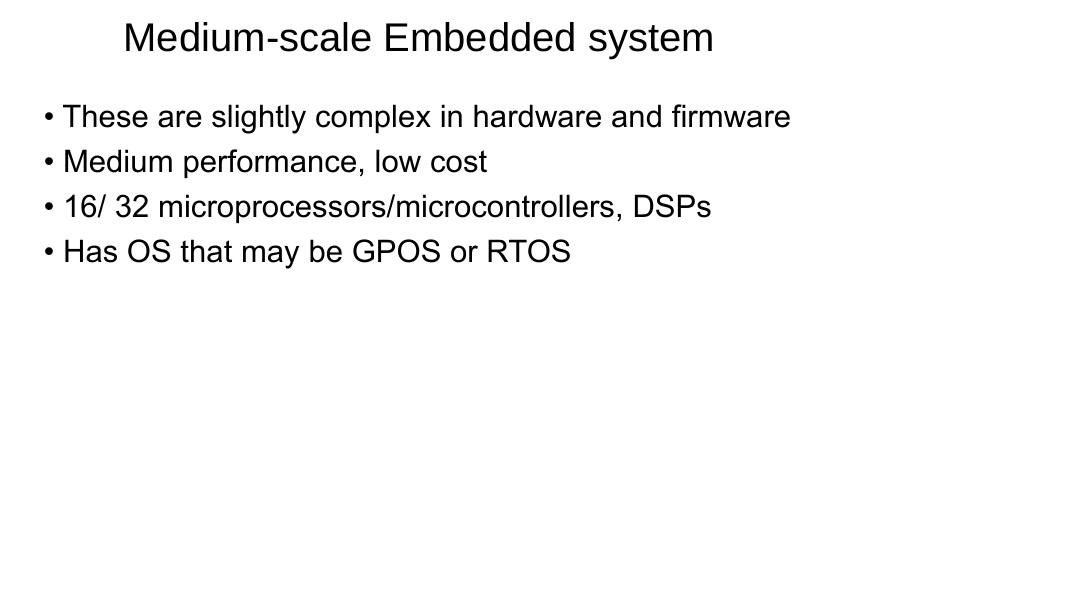 Medium-scale Embedded system
• These are slightly complex in hardware and firmware
• Medium performance, low cost
• 16/ 32 microprocessors/microcontrollers, DSPs
• Has OS that may be GPOS or RTOS